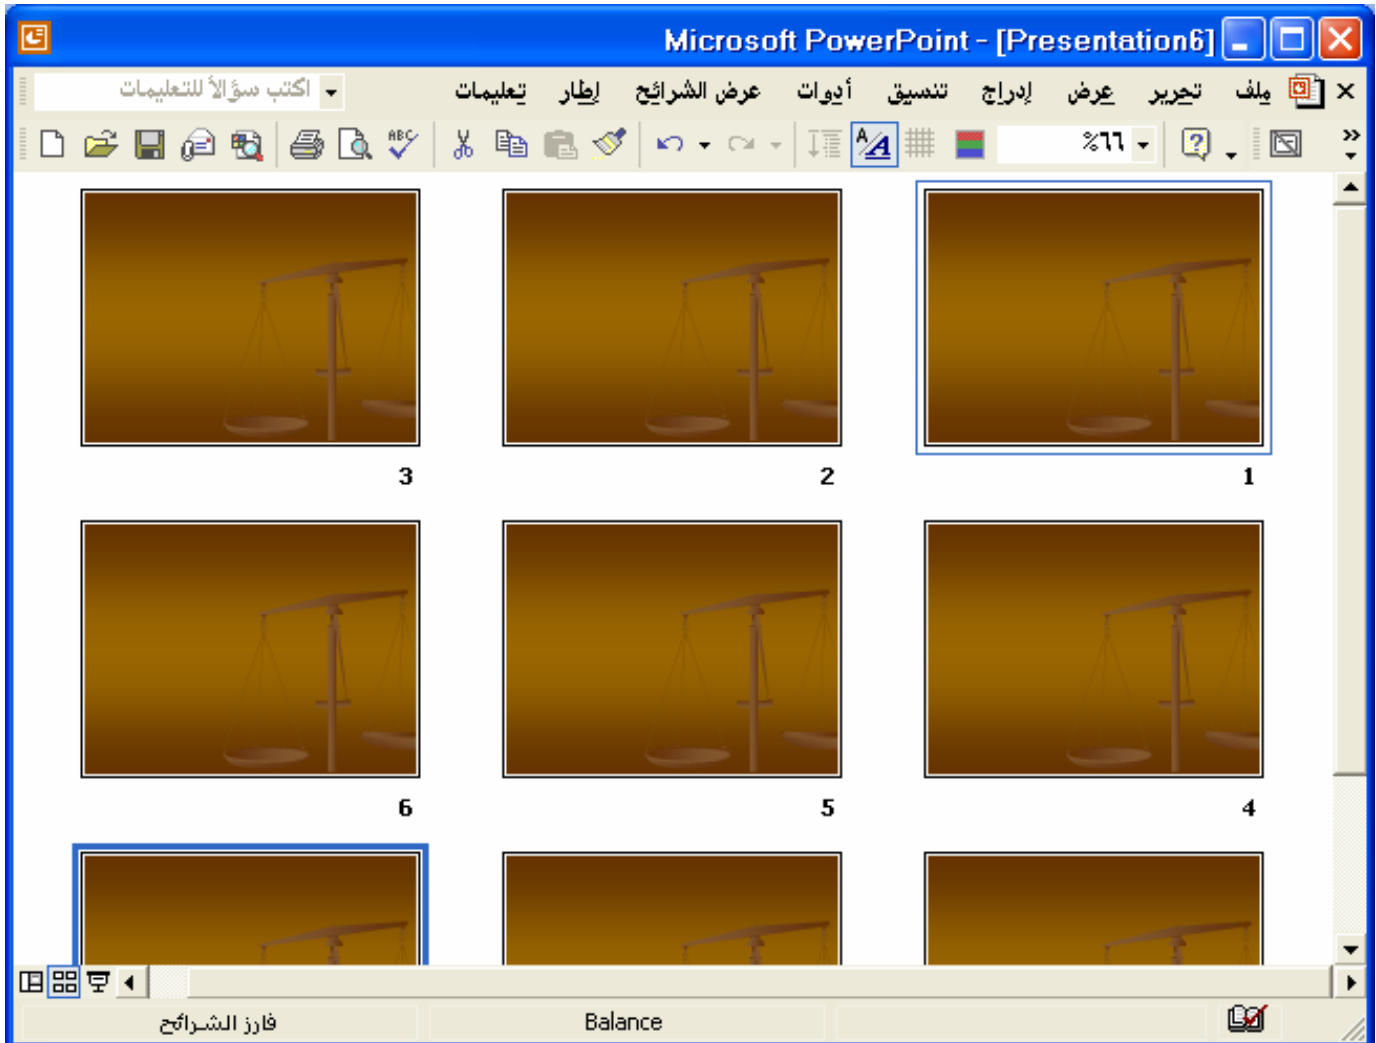 Microsoft PowerPoint - [Presentation6]
ملف تحرير عرض إدراج تنسيق أدوات عرض الشرائح إطار تعليمات اكتب سؤالاً للتعليمات
ABC A A %٦٦ ?
1 2 3
4 5 6
فارز الشرائح Balance